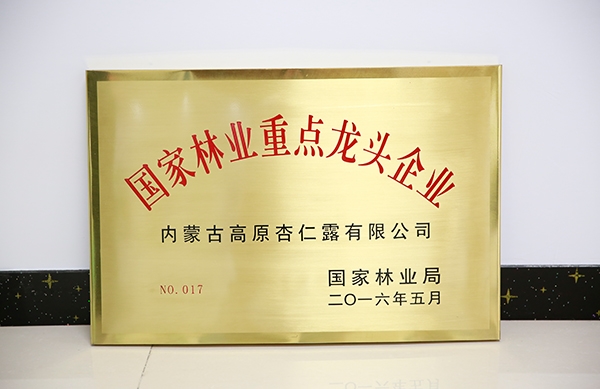 国家林业重点龙头企业
内蒙古高原杏仁露有限公司
国家林业局
NO.017
二〇一六年五月